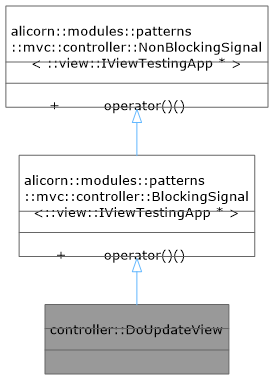 alicorn::modules::patterns
::mvc::controller::NonBlockingSignal
< ::view::IViewTestingApp * >
+ operator()()
alicorn::modules::patterns
::mvc::controller::BlockingSignal
<::view::IViewTestingApp * >
+ operator()()
controller::DoUpdateView